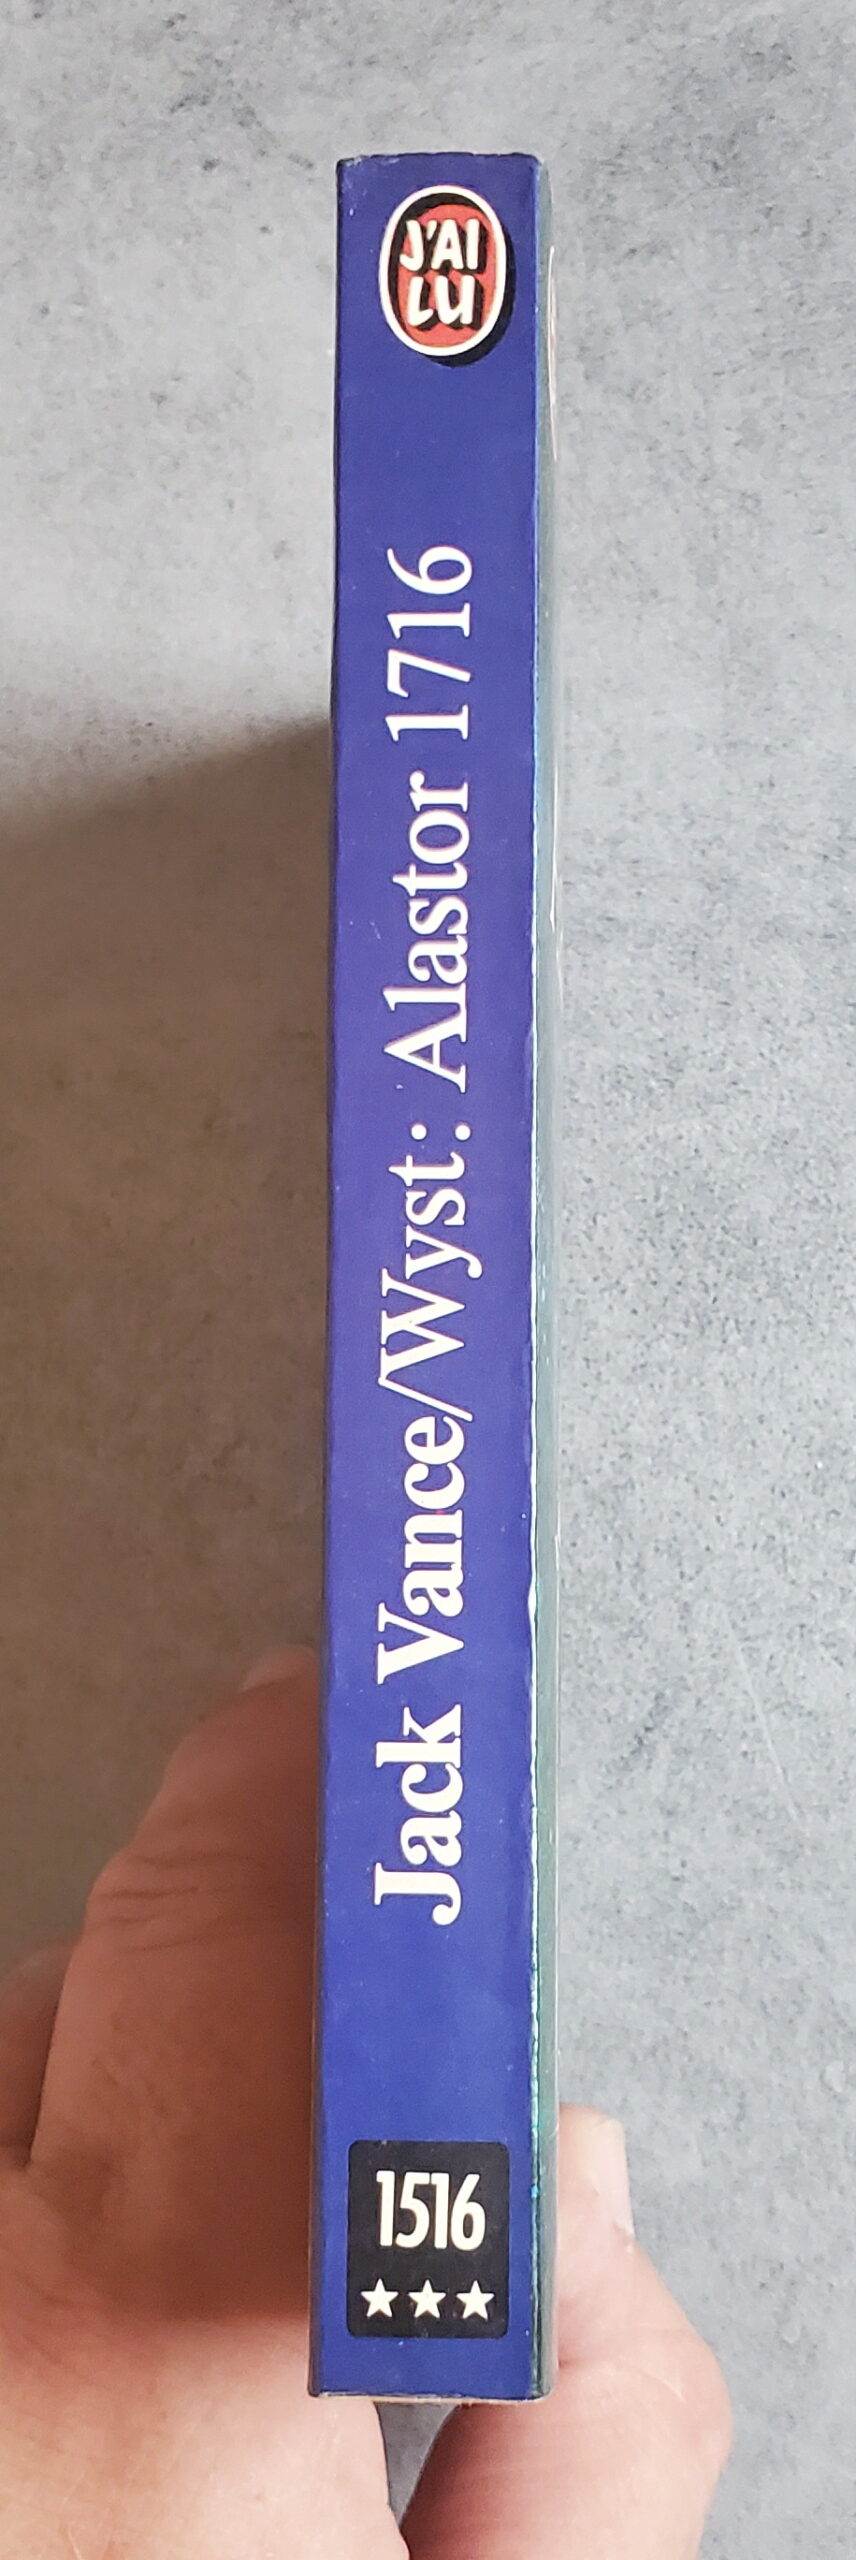 J'AI
LU
Jack Vance/Wyst: Alastor 1716
1516
★★★